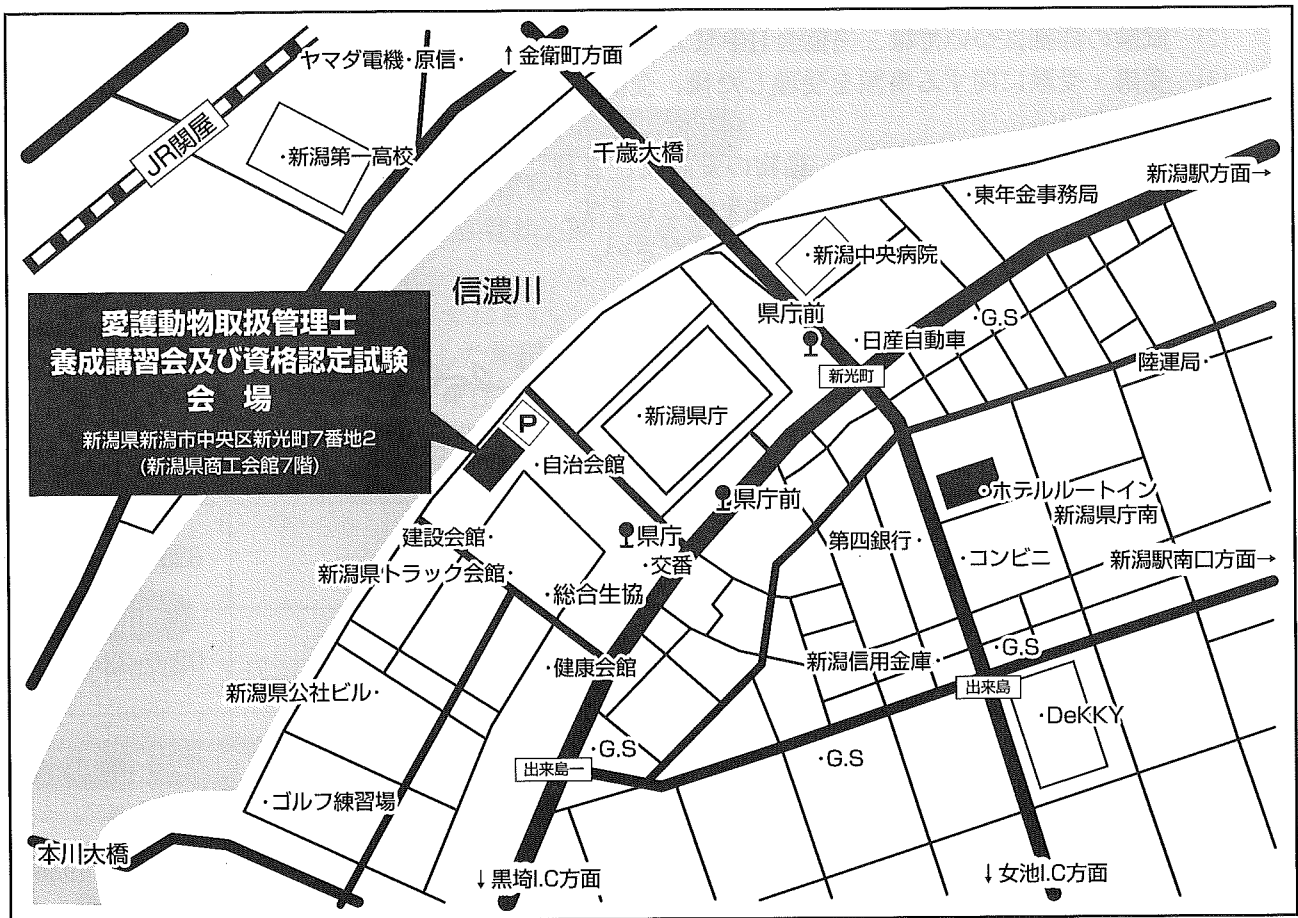 ヤマダ電機・原信・
↑金衛町方面
JR関屋
・新潟第一高校
千歳大橋
新潟駅方面→
・東年金事務局
・新潟中央病院
信濃川
愛護動物取扱管理士
養成講習会及び資格認定試験
会 場
新潟県新潟市中央区新光町7番地2
(新潟県商工会館7階)
県庁前
・G.S
・日産自動車
新光町
陸運局・
P
・新潟県庁
・自治会館
県庁前
・ホテルルートイン
新潟県庁南
建設会館・
県庁
・交番
第四銀行・
・コンビニ
新潟駅南口方面→
新潟県トラック会館・
・総合生協
・健康会館
新潟信用金庫・
・G.S
新潟県公社ビル・
出来島
・DeKKY
・G.S
・G.S
出来島一
・ゴルフ練習場
本川大橋
↓黒埼I.C方面
↓女池I.C方面